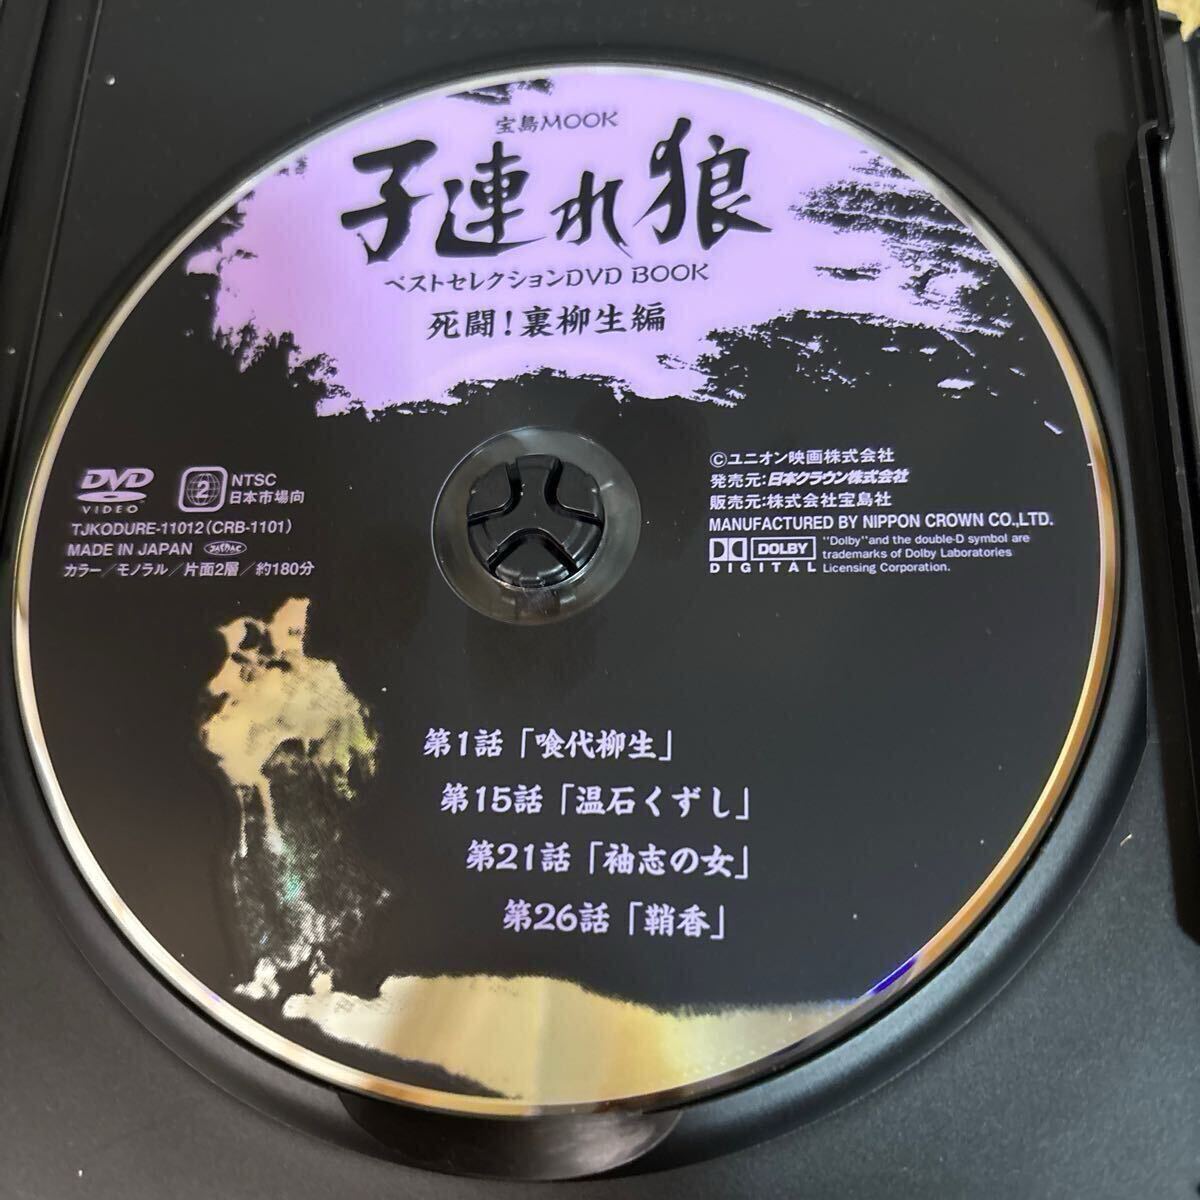 宝島MOOK
子連れ狼
ベストセレクションDVD BOOK
死闘!裏柳生編
DVD
VIDEO
2
NTSC
日本市場向
TJKODURE-11012(CRB-1101)
MADE IN JAPAN JASRAC
カラー/モノラル/片面2層/約180分
©ユニオン映画株式会社
発売元:日本クラウン株式会社
販売元:株式会社宝島社
MANUFACTURED BY NIPPON CROWN CO.,LTD.
DOLBY
DIGITAL
"Dolby"and the double-D symbol are
trademarks of Dolby Laboratories
Licensing Corporation.
第1話「喰代柳生」
第15話「温石くずし」
第21話「袖志の女」
第26話「鞘香」